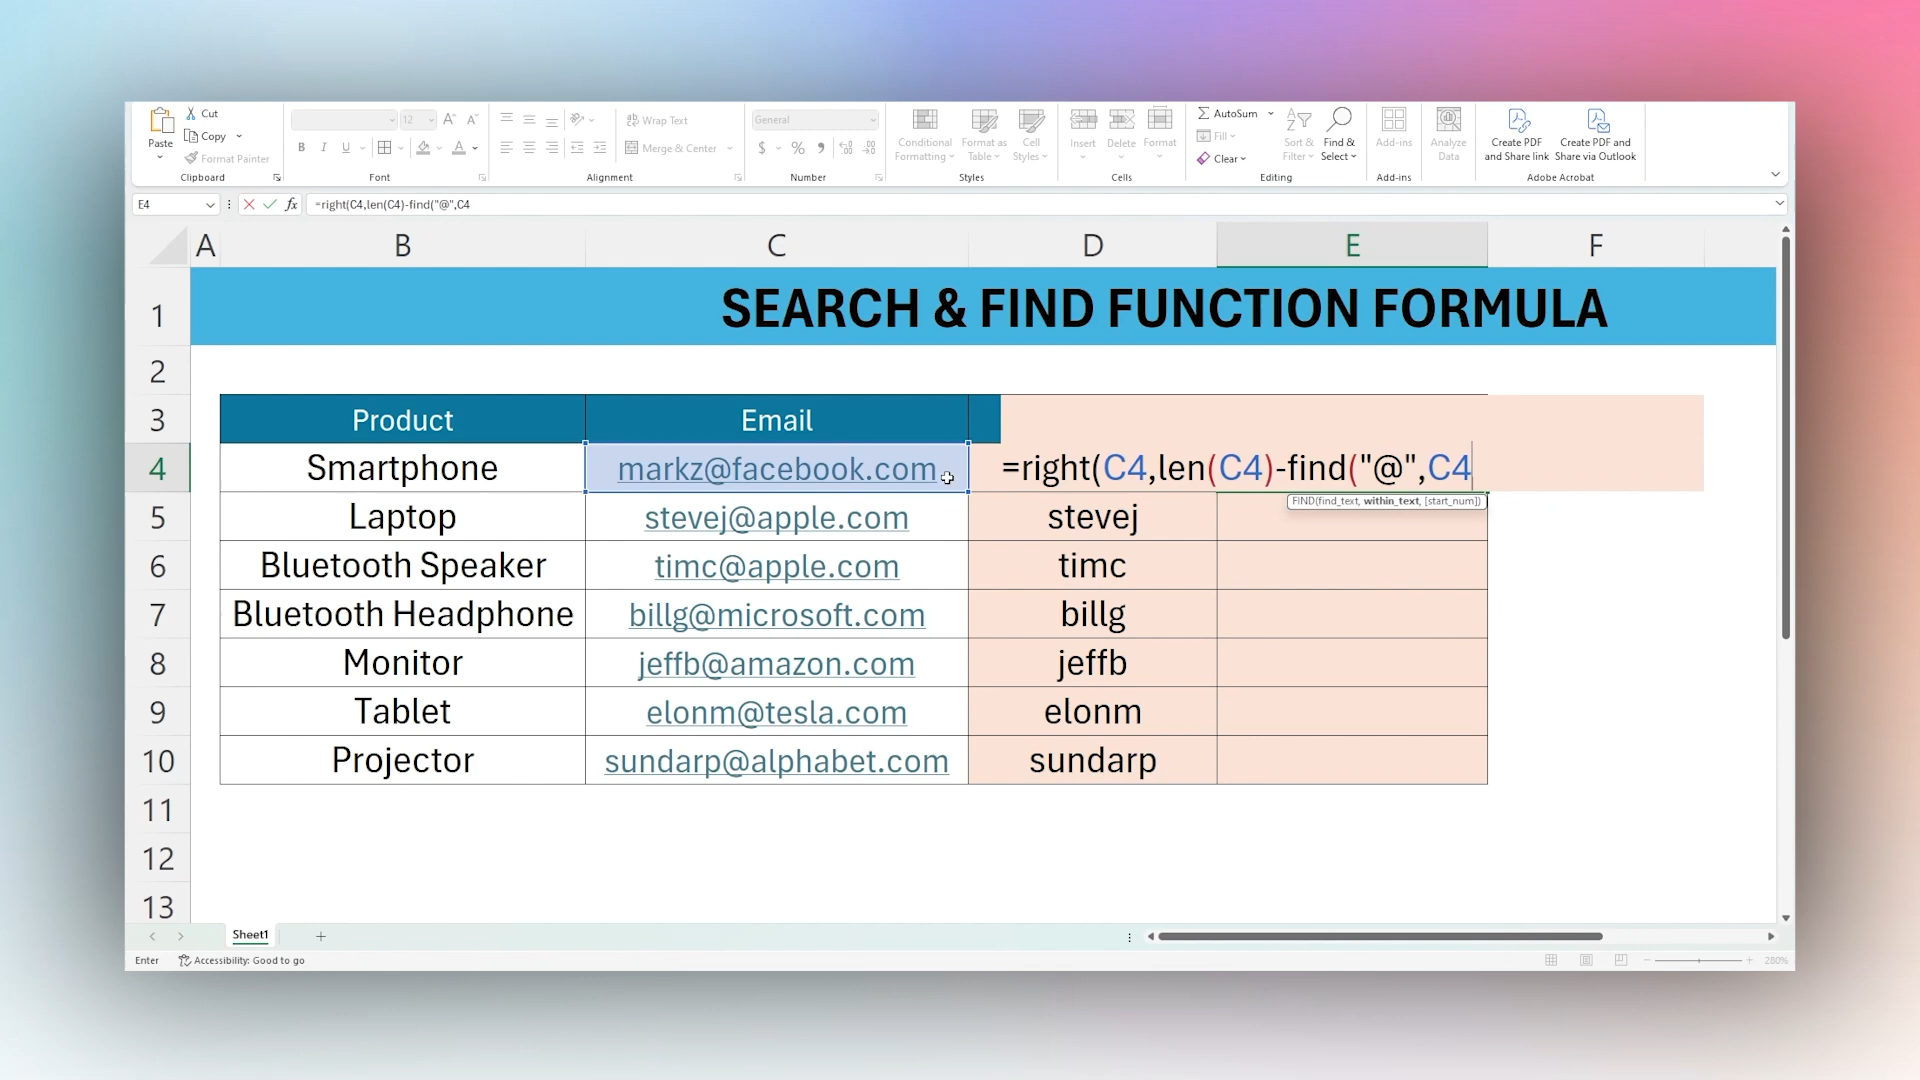 Cut
Copy
Format Painter
Paste
Clipboard
12
A A
B I U A
Font
Wrap Text
Merge & Center
Alignment
General
$ % ,
Number
Conditional Formatting
Format as Table
Cell Styles
Styles
Insert
Delete
Format
Cells
AutoSum
Fill
Clear
Sort & Filter
Find & Select
Editing
Add-ins
Add-ins
Analyze Data
Create PDF and Share link
Create PDF and Share via Outlook
Adobe Acrobat
E4 fx =right(C4,len(C4)-find("@",C4
A B C D E F
1 SEARCH & FIND FUNCTION FORMULA
2
3 Product Email
4 Smartphone markz@facebook.com =right(C4,len(C4)-find("@",C4
FIND(find_text, within_text, [start_num])
5 Laptop stevej@apple.com stevej
6 Bluetooth Speaker timc@apple.com timc
7 Bluetooth Headphone billg@microsoft.com billg
8 Monitor jeffb@amazon.com jeffb
9 Tablet elonm@tesla.com elonm
10 Projector sundarp@alphabet.com sundarp
11
12
13
Sheet1
Enter Accessibility: Good to go 280%